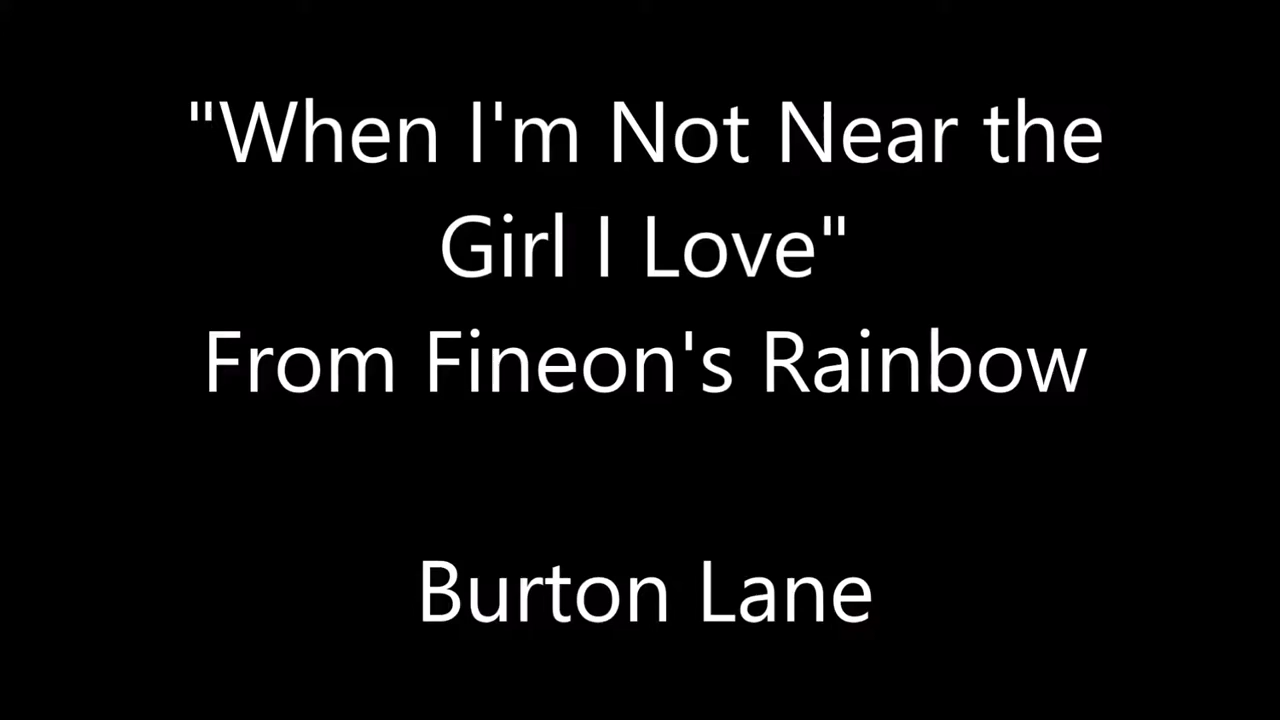 "When I'm Not Near the
Girl I Love"
From Fineon's Rainbow
Burton Lane